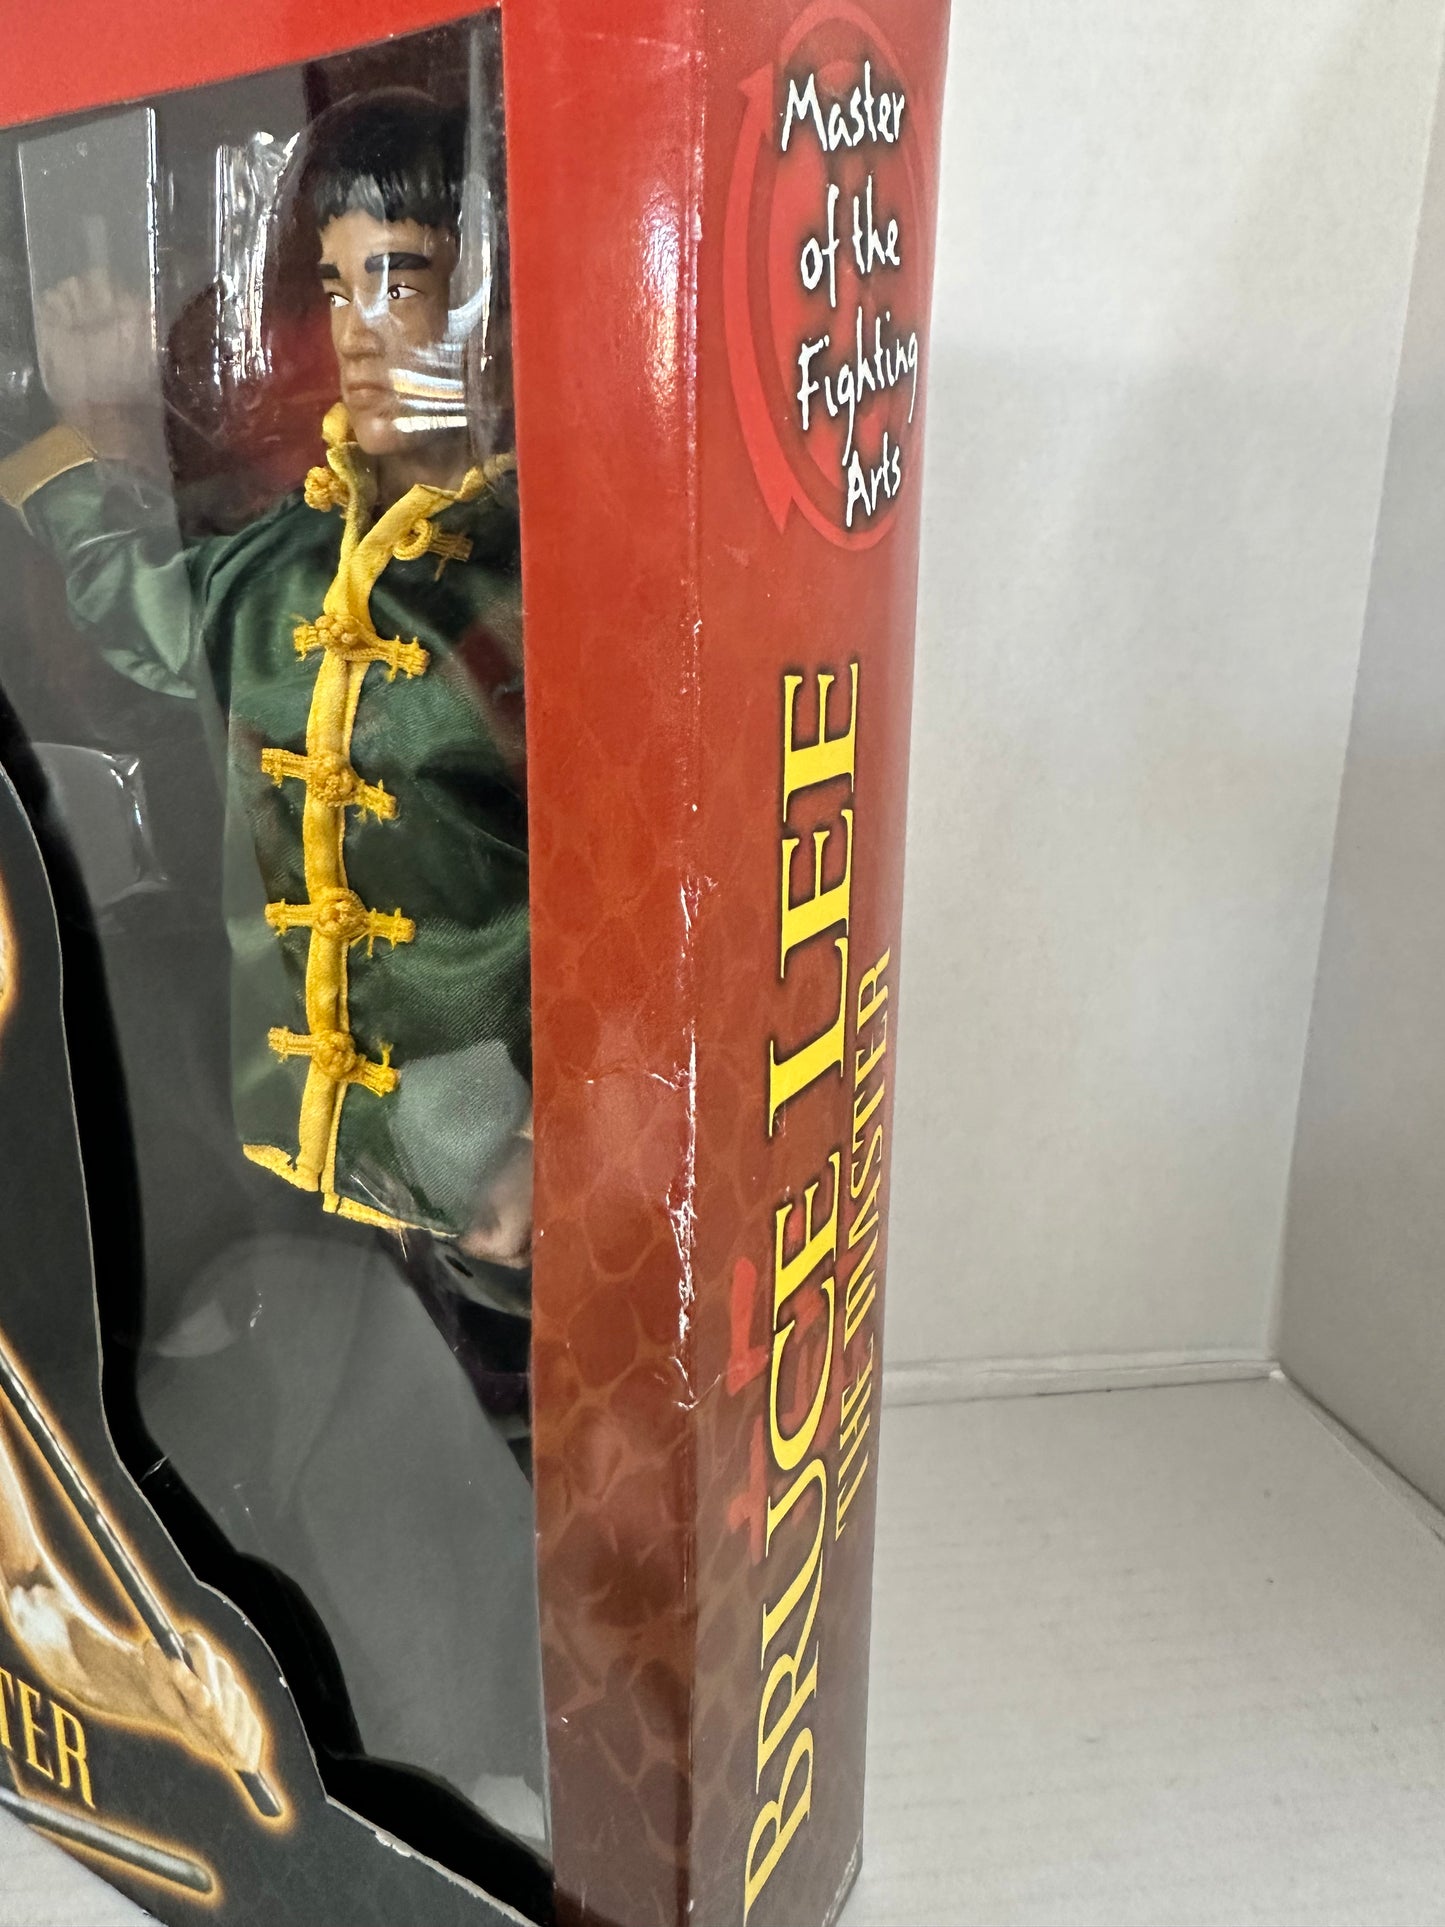 Master
of the
Fighting
Arts
BRUCE LEE
THE MASTER
TER